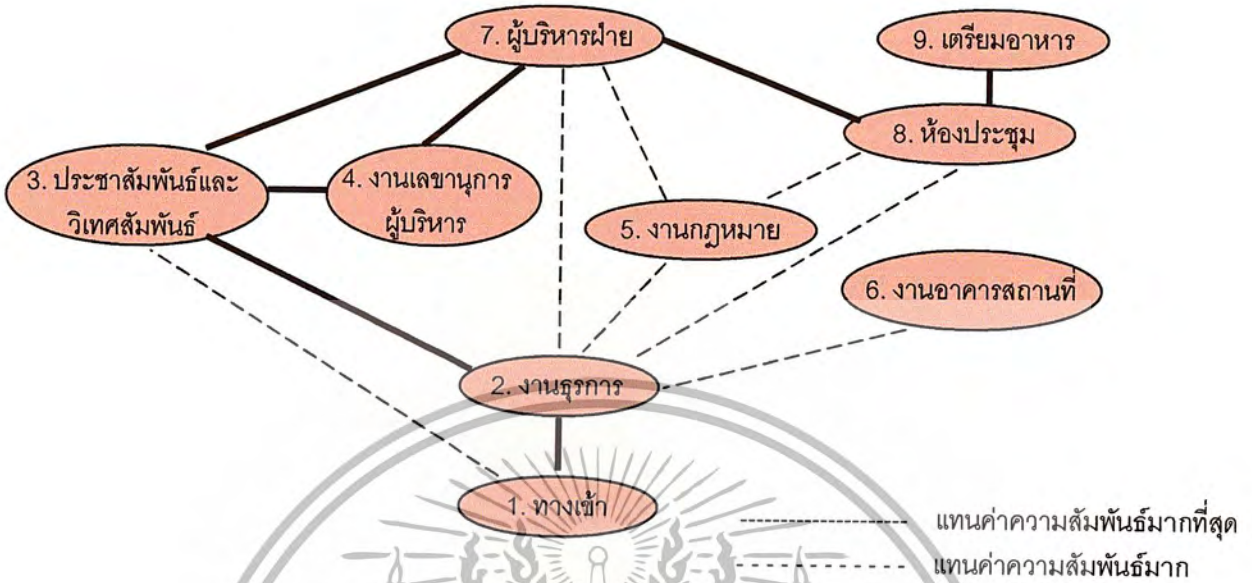 7. ผู้บริหารฝ่าย
9. เตรียมอาหาร
8. ห้องประชุม
3. ประชาสัมพันธ์และ
วิเทศสัมพันธ์
4. งานเลขานุการ
ผู้บริหาร
5. งานกฎหมาย
6. งานอาคารสถานที่
2. งานธุรการ
1. ทางเข้า
แทนค่าความสัมพันธ์มากที่สุด
แทนค่าความสัมพันธ์มาก